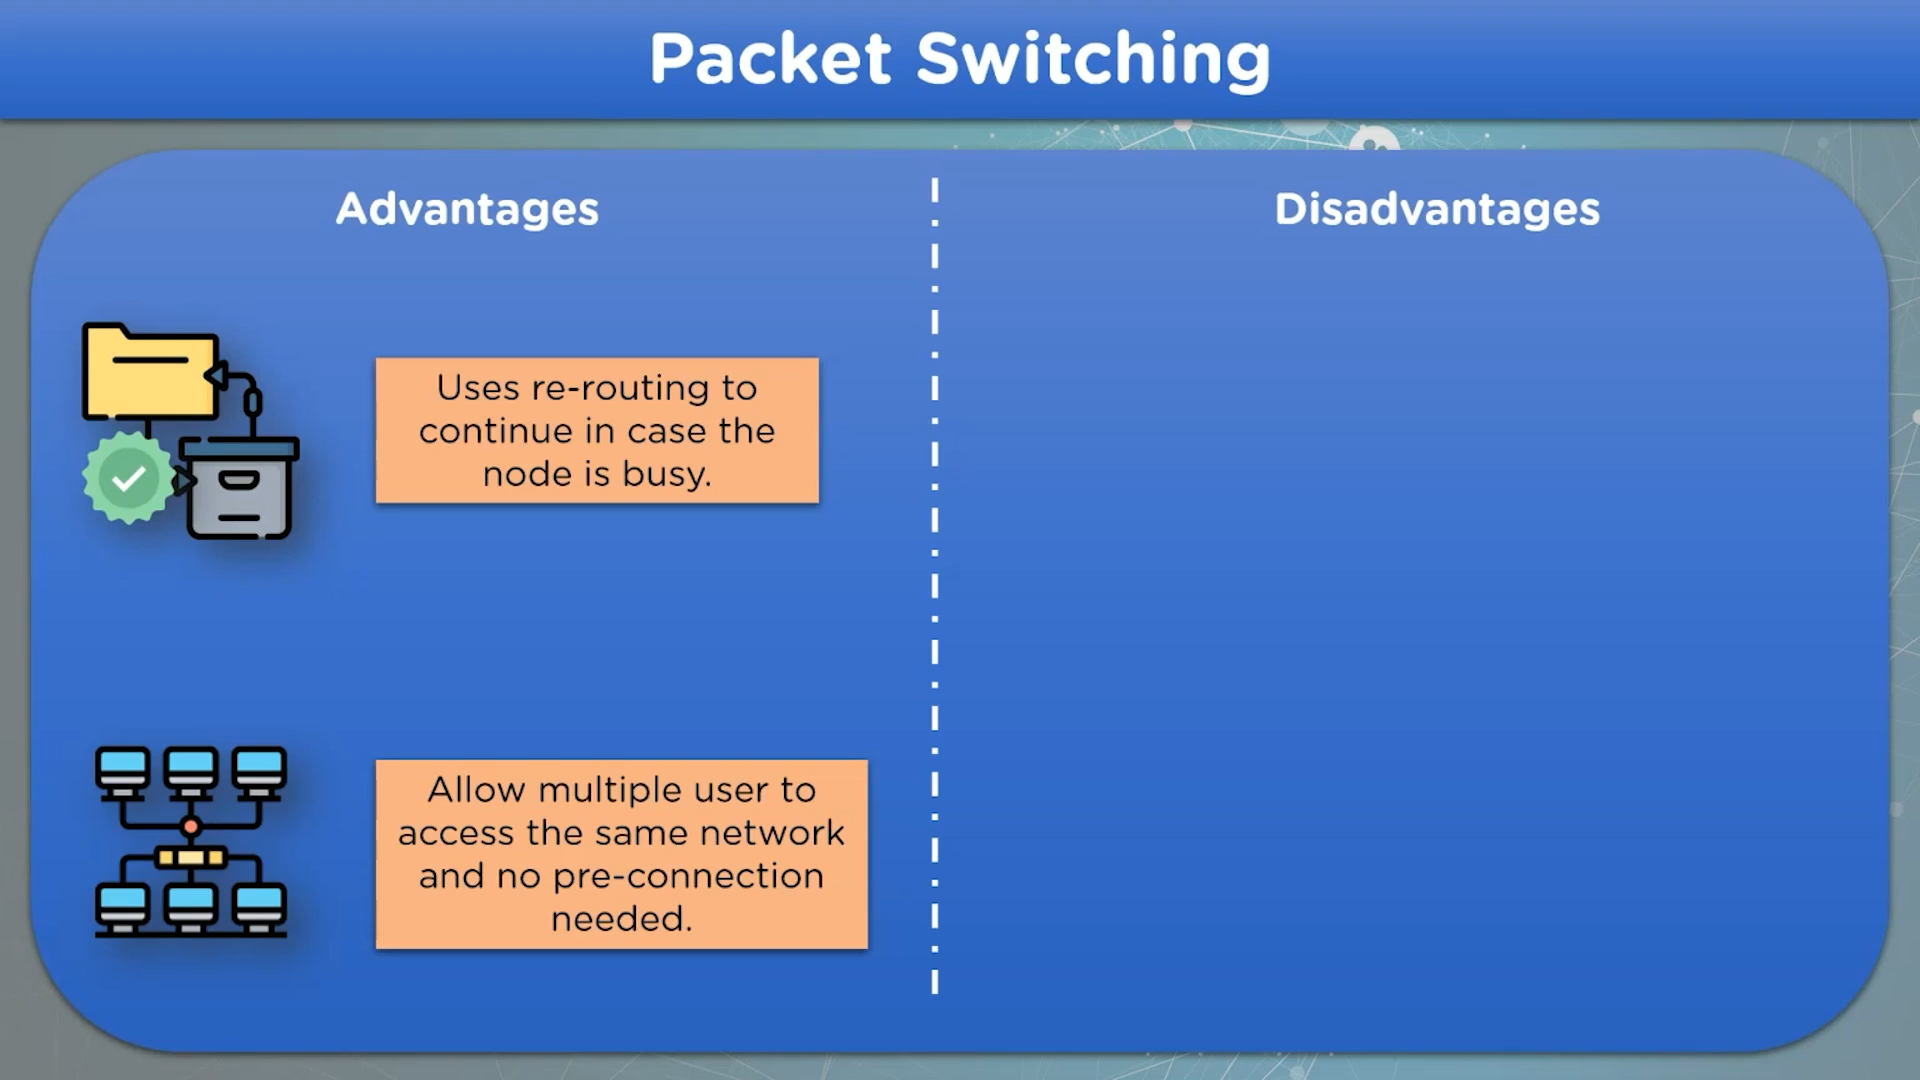 Packet Switching
Advantages
Disadvantages
Uses re-routing to
continue in case the
node is busy.
Allow multiple user to
access the same network
and no pre-connection
needed.